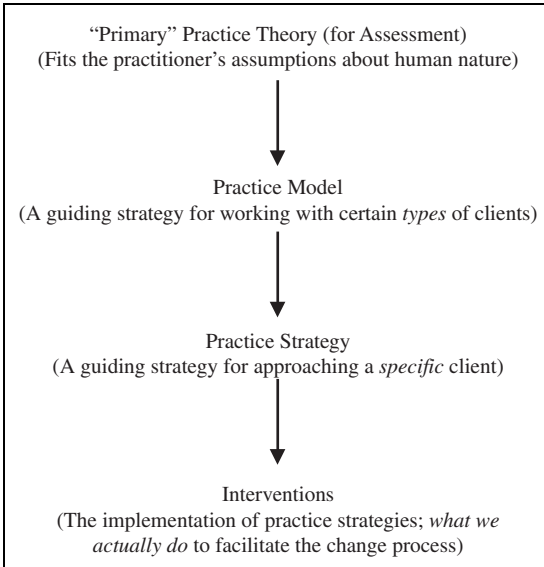 “Primary” Practice Theory (for Assessment)
(Fits the practitioner’s assumptions about human nature)
Practice Model
(A guiding strategy for working with certain types of clients)
Practice Strategy
(A guiding strategy for approaching a specific client)
Interventions
(The implementation of practice strategies; what we
actually do to facilitate the change process)